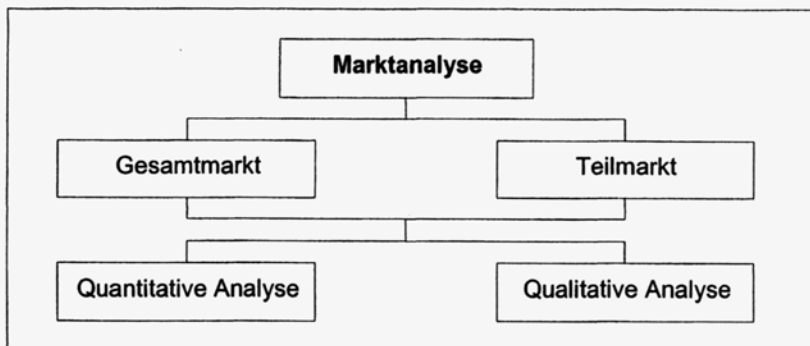 Marktanalyse
Gesamtmarkt
Teilmarkt
Quantitative Analyse
Qualitative Analyse